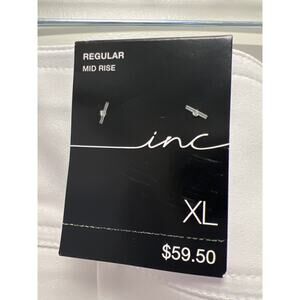 REGULAR
MID RISE
inc
XL
$59.50